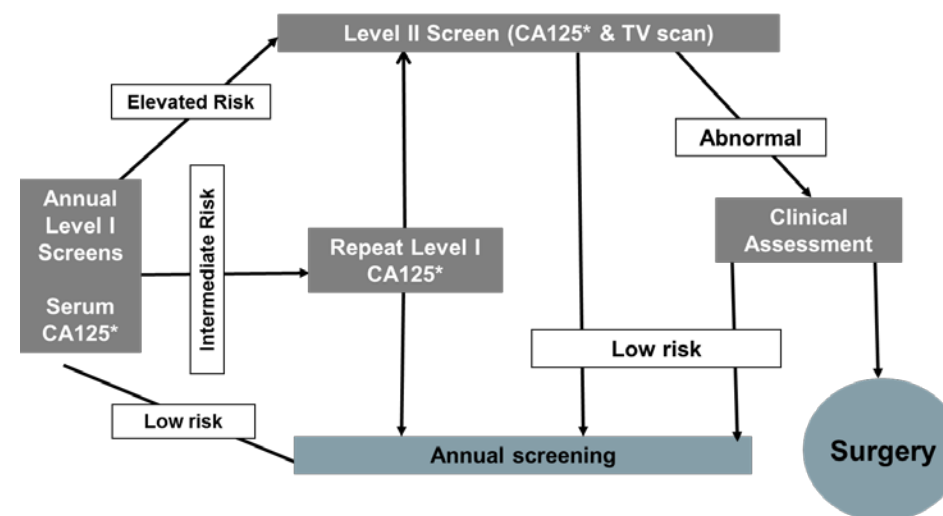 Level II Screen (CA125* & TV scan)
Elevated Risk
Abnormal
Annual
Level I
Screens
Serum
CA125*
Intermediate Risk
Repeat Level I
CA125*
Clinical
Assessment
Low risk
Low risk
Annual screening
Surgery